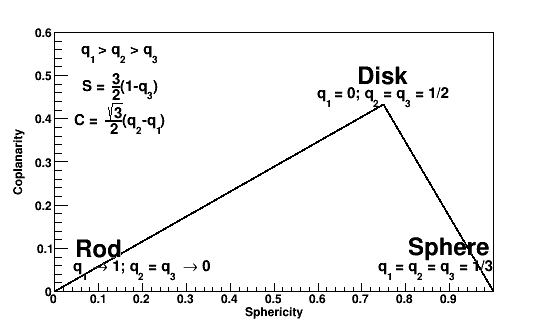 0.6
q₁ > q₂ > q₃
S = 3/2(1-q₃)
C = √3/2(q₂-q₁)
0.5
0.4
0.3
0.2
0.1
0
Coplanarity
Disk
q₁ = 0; q₂ = q₃ = 1/2
Rod
q₁ → 1; q₂ = q₃ → 0
Sphere
q₁ = q₂ = q₃ = 1/3
0 0.1 0.2 0.3 0.4 0.5 0.6 0.7 0.8 0.9
Sphericity